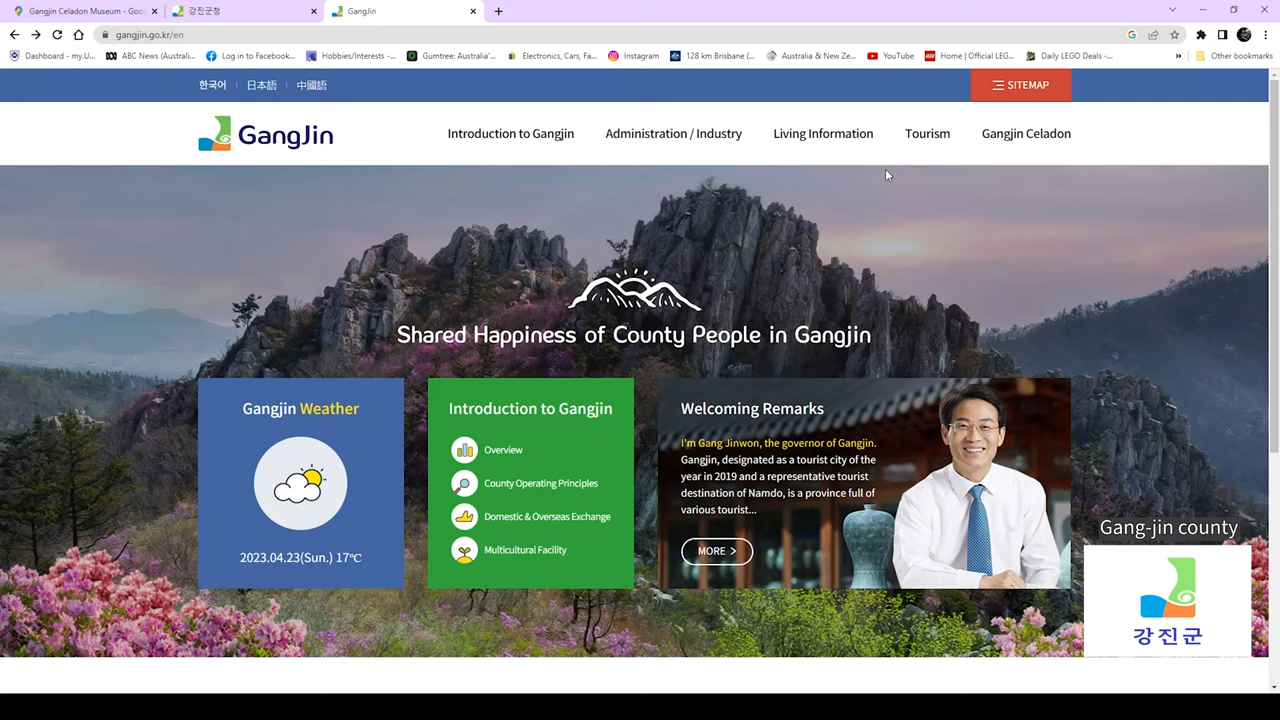 Gangjin Celadon Museum - Goo
강진군청
GangJin
gangjin.go.kr/en
Dashboard - my.U...
ABC News (Australi...
Log in to Facebook...
Hobbies/Interests -...
Gumtree: Australia'...
Electronics, Cars, Fa...
Instagram
128 km Brisbane (...
Australia & New Ze...
YouTube
Home | Official LEG...
Daily LEGO Deals -...
Other bookmarks
한국어
日本語
中國語
SITEMAP
GangJin
Introduction to Gangjin
Administration / Industry
Living Information
Tourism
Gangjin Celadon
Shared Happiness of County People in Gangjin
Gangjin Weather
2023.04.23(Sun.) 17℃
Introduction to Gangjin
Overview
County Operating Principles
Domestic & Overseas Exchange
Multicultural Facility
Welcoming Remarks
I'm Gang Jinwon, the governor of Gangjin.
Gangjin, designated as a tourist city of the
year in 2019 and a representative tourist
destination of Namdo, is a province full of
various tourist...
MORE >
Gang-jin county
강진군